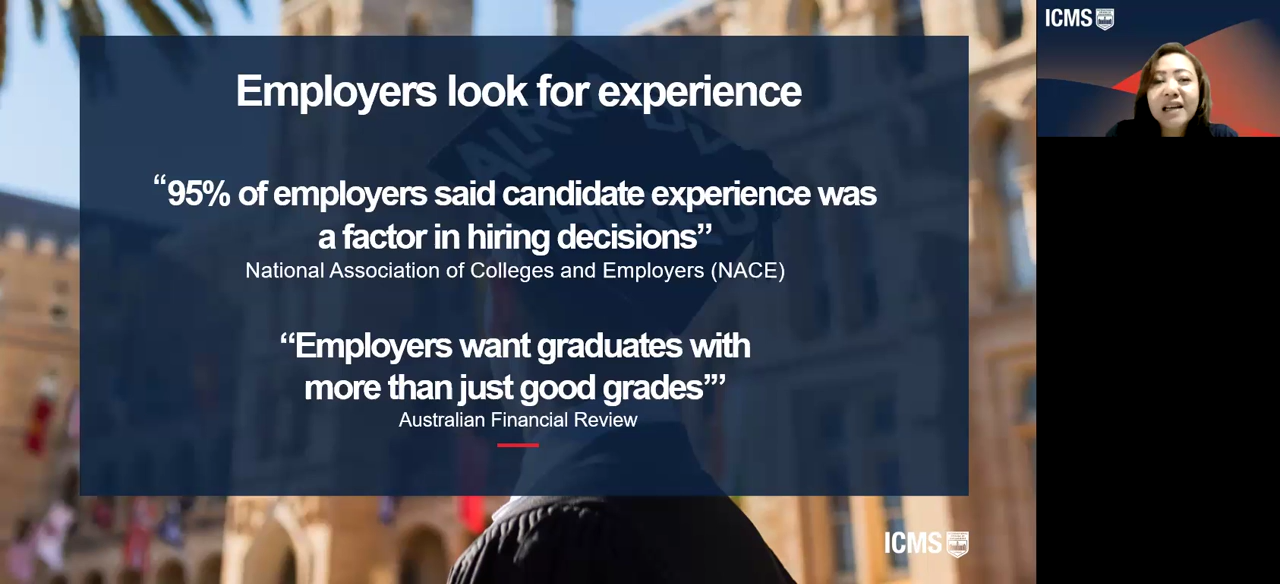 Employers look for experience
“95% of employers said candidate experience was
a factor in hiring decisions”
National Association of Colleges and Employers (NACE)
“Employers want graduates with
more than just good grades”’
Australian Financial Review
ICMS
ICMS